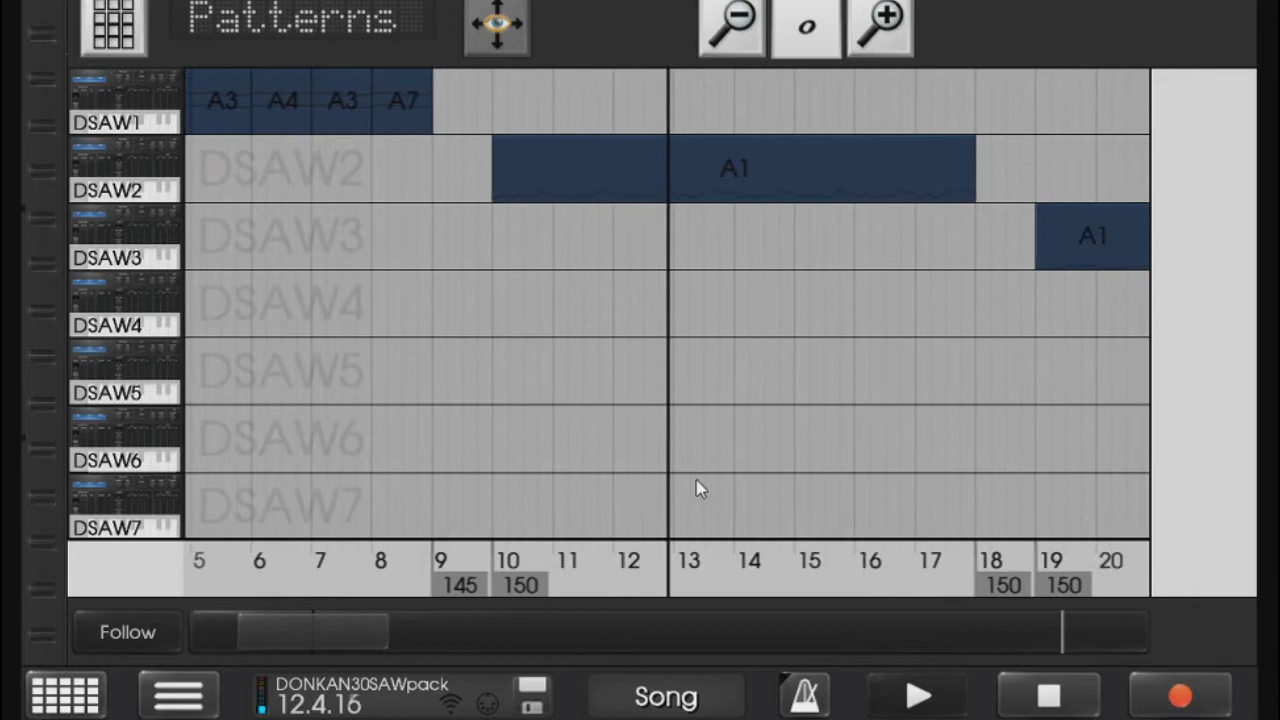 Patterns
DSAW1 A3 A4 A3 A7
DSAW2 DSAW2 A1
DSAW3 DSAW3 A1
DSAW4 DSAW4
DSAW5 DSAW5
DSAW6 DSAW6
DSAW7 DSAW7
5 6 7 8 9 10 11 12 13 14 15 16 17 18 19 20
145 150 150 150
Follow
DONKAN30SAWpack
12.4.16
Song